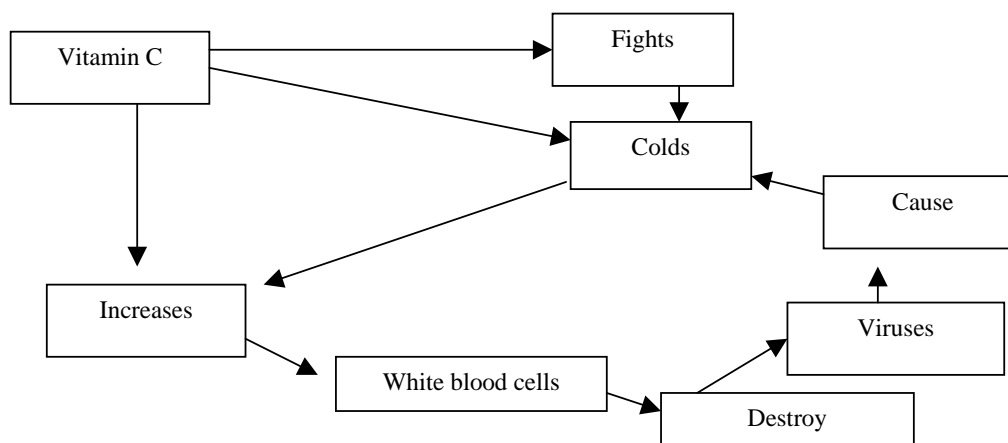 Fights
Vitamin C
Colds
Cause
Increases
Viruses
White blood cells
Destroy